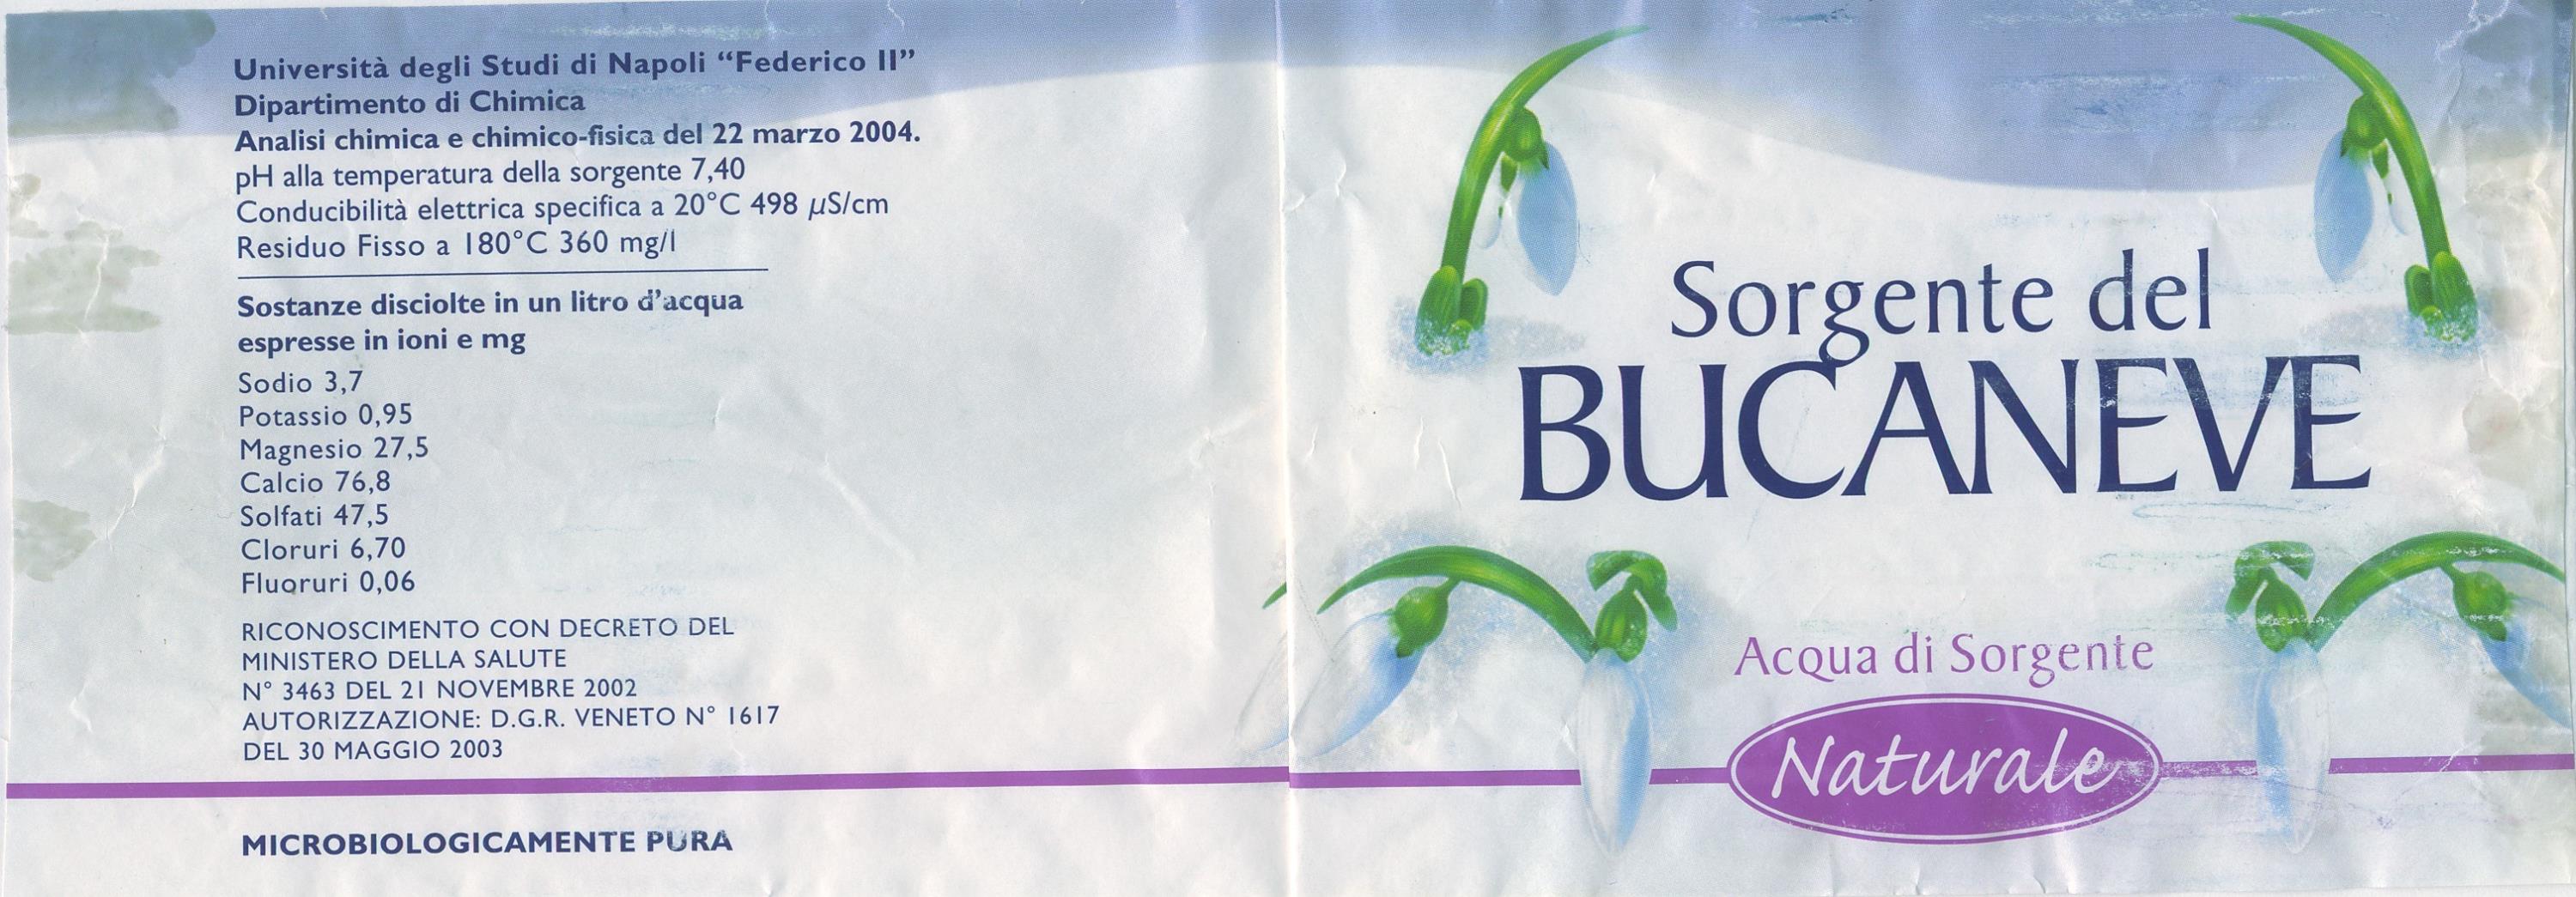 Università degli Studi di Napoli “Federico II”
Dipartimento di Chimica
Analisi chimica e chimico-fisica del 22 marzo 2004.
pH alla temperatura della sorgente 7,40
Conducibilità elettrica specifica a 20°C 498 µS/cm
Residuo Fisso a 180°C 360 mg/l
Sostanze disciolte in un litro d’acqua
espresse in ioni e mg
Sodio 3,7
Potassio 0,95
Magnesio 27,5
Calcio 76,8
Solfati 47,5
Cloruri 6,70
Fluoruri 0,06
RICONOSCIMENTO CON DECRETO DEL
MINISTERO DELLA SALUTE
N° 3463 DEL 21 NOVEMBRE 2002
AUTORIZZAZIONE: D.G.R. VENETO N° 1617
DEL 30 MAGGIO 2003
MICROBIOLOGICAMENTE PURA
Sorgente del
BUCANEVE
Acqua di Sorgente
Naturale